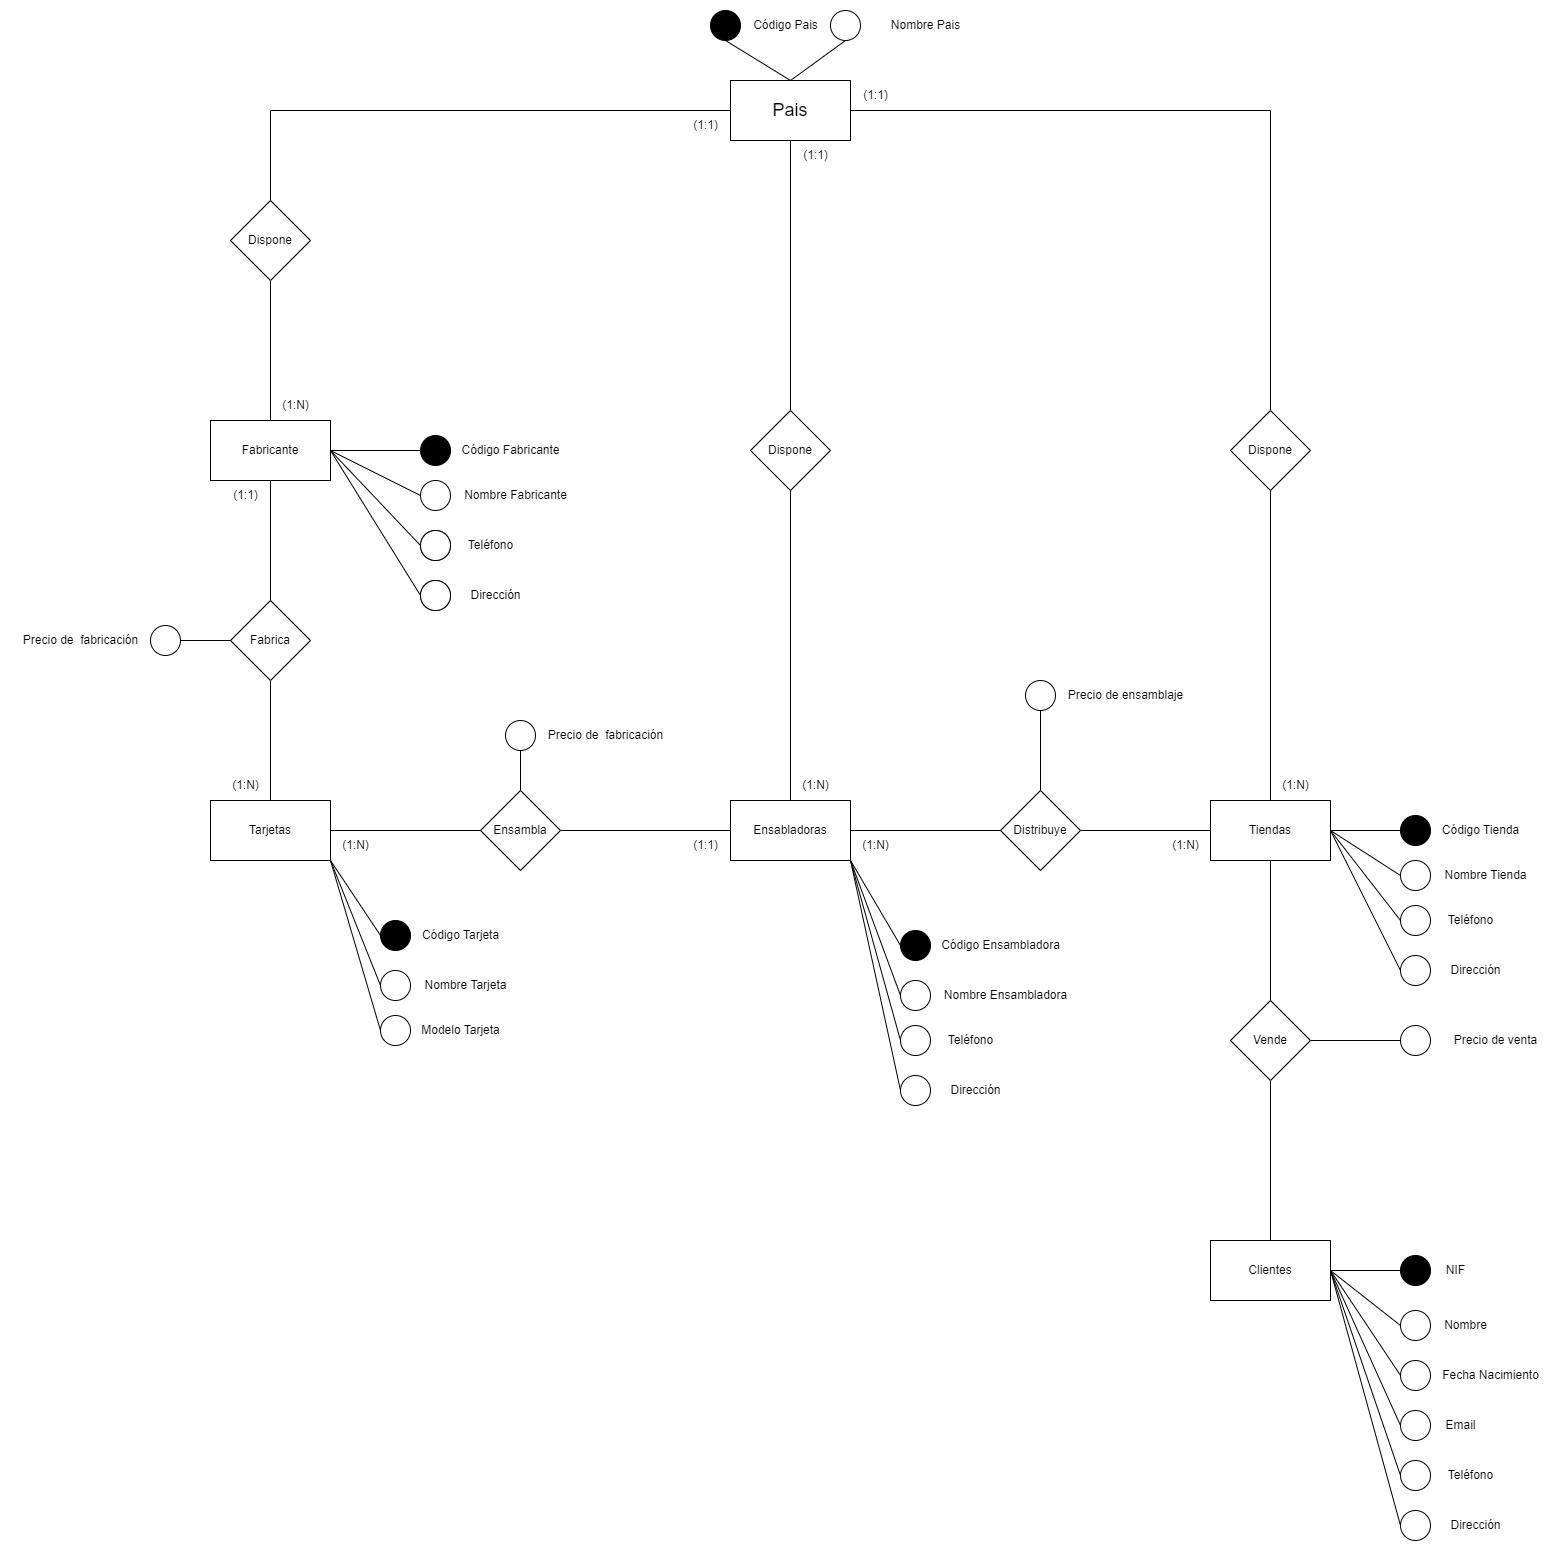 Código Pais
Nombre Pais
Pais
(1:1)
(1:1)
(1:1)
Dispone
(1:N)
Fabricante
Código Fabricante
Dispone
Dispone
(1:1)
Nombre Fabricante
Teléfono
Dirección
Precio de  fabricación
Fabrica
Precio de ensamblaje
Precio de  fabricación
(1:N)
(1:N)
(1:N)
Tarjetas
Ensambla
Ensabladoras
Distribuye
Tiendas
Código Tienda
(1:N)
(1:1)
(1:N)
(1:N)
Nombre Tienda
Teléfono
Código Tarjeta
Código Ensambladora
Dirección
Nombre Tarjeta
Nombre Ensambladora
Modelo Tarjeta
Teléfono
Vende
Precio de venta
Dirección
Clientes
NIF
Nombre
Fecha Nacimiento
Email
Teléfono
Dirección